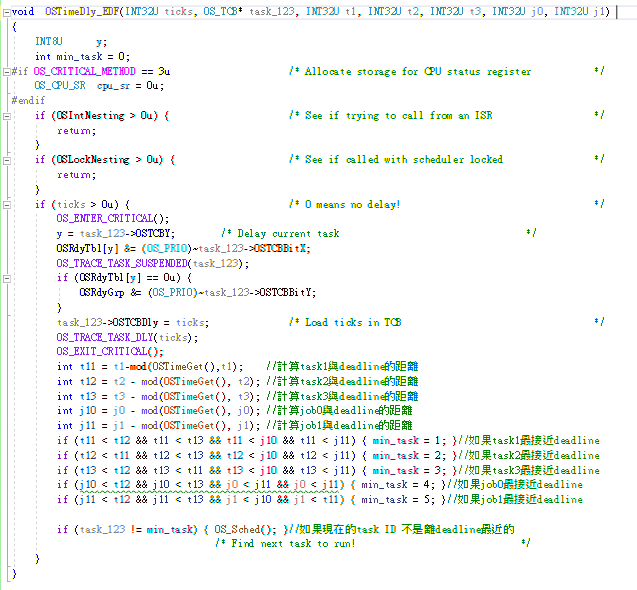 void OSTimeDly_EDF(INT32U ticks, OS_TCB* task_123, INT32U t1, INT32U t2, INT32U t3, INT32U j0, INT32U j1)
{
INT8U y;
int min_task = 0;
#if OS_CRITICAL_METHOD == 3u /* Allocate storage for CPU status register */
OS_CPU_SR cpu_sr = 0u;
#endif
if (OSIntNesting > 0u) { /* See if trying to call from an ISR */
return;
}
if (OSLockNesting > 0u) { /* See if called with scheduler locked */
return;
}
if (ticks > 0u) { /* 0 means no delay! */
OS_ENTER_CRITICAL();
y = task_123->OSTCBY; /* Delay current task */
OSRdyTbl[y] &= (OS_PRIO)~task_123->OSTCBBitX;
OS_TRACE_TASK_SUSPENDED(task_123);
if (OSRdyTbl[y] == 0u) {
OSRdyGrp &= (OS_PRIO)~task_123->OSTCBBitY;
}
task_123->OSTCBDly = ticks; /* Load ticks in TCB */
OS_TRACE_TASK_DLY(ticks);
OS_EXIT_CRITICAL();
int t11 = t1-mod(OSTimeGet(),t1); //計算task1與deadline的距離
int t12 = t2 - mod(OSTimeGet(), t2); //計算task2與deadline的距離
int t13 = t3 - mod(OSTimeGet(), t3); //計算task3與deadline的距離
int j10 = j0 - mod(OSTimeGet(), j0); //計算job0與deadline的距離
int j11 = j1 - mod(OSTimeGet(), j1); //計算job1與deadline的距離
if (t11 < t12 && t11 < t13 && t11 < j10 && t11 < j11) { min_task = 1; }//如果task1最接近deadline
if (t12 < t11 && t12 < t13 && t12 < j10 && t12 < j11) { min_task = 2; }//如果task2最接近deadline
if (t13 < t12 && t13 < t11 && t13 < j10 && t13 < j11) { min_task = 3; }//如果task3最接近deadline
if (j10 < t12 && j10 < t13 && j0 < j11 && j0 < j11) { min_task = 4; }//如果job0最接近deadline
if (j11 < t12 && j11 < t13 && j1 < j10 && j1 < t11) { min_task = 5; }//如果job1最接近deadline
if (task_123 != min_task) { OS_Sched(); }//如果現在的task ID 不是離deadline最近的
/* Find next task to run! */
}
}